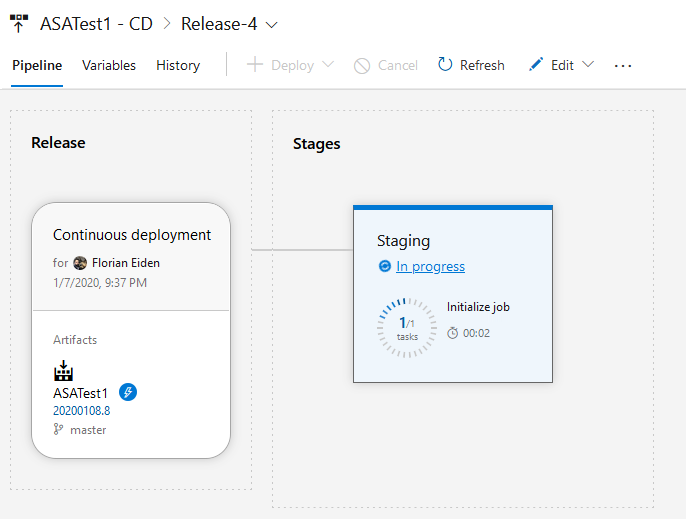 ASATest1 - CD > Release-4
Pipeline Variables History Deploy Cancel Refresh Edit ...
Release
Continuous deployment
for Florian Eiden
1/7/2020, 9:37 PM
Artifacts
ASATest1
20200108.8
master
Stages
Staging
In progress
1/1
tasks
Initialize job
00:02